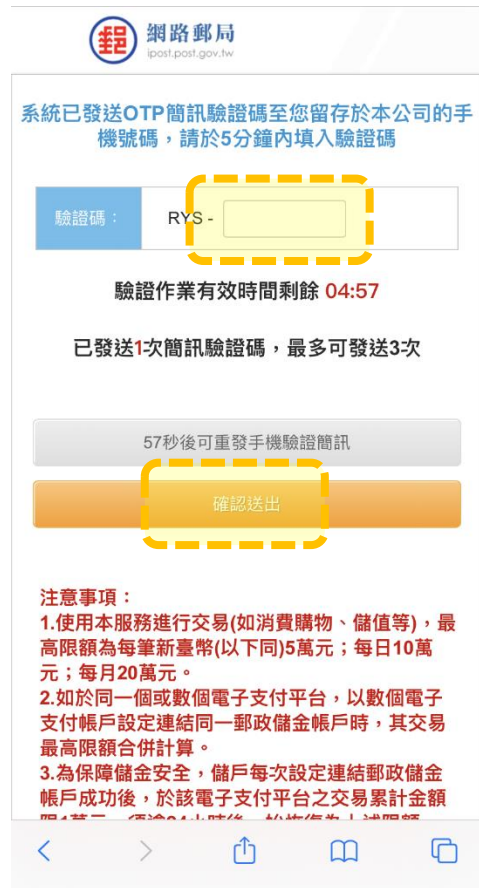 郵 網路郵局
ipost.post.gov.tw
系統已發送OTP簡訊驗證碼至您留存於本公司的手
機號碼，請於5分鐘內填入驗證碼
驗證碼： RYS -
驗證作業有效時間剩餘 04:57
已發送1次簡訊驗證碼，最多可發送3次
57秒後可重發手機驗證簡訊
確認送出
注意事項：
1.使用本服務進行交易(如消費購物、儲值等)，最
高限額為每筆新臺幣(以下同)5萬元；每日10萬
元；每月20萬元。
2.如於同一個或數個電子支付平台，以數個電子
支付帳戶設定連結同一郵政儲金帳戶時，其交易
最高限額合併計算。
3.為保障儲金安全，儲戶每次設定連結郵政儲金
帳戶成功後，於該電子支付平台之交易累計金額